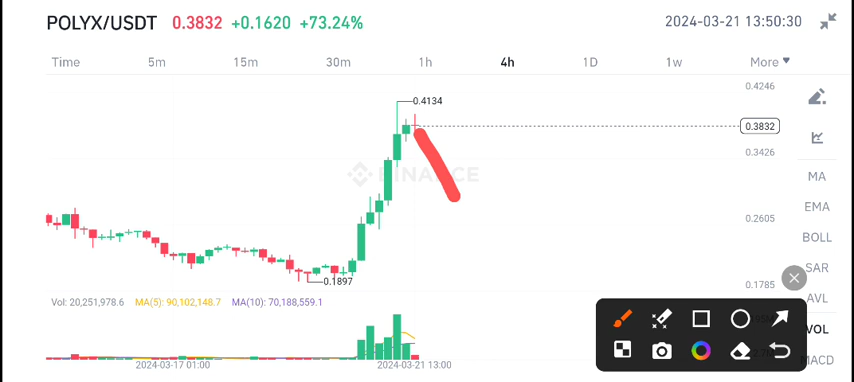 POLYX/USDT 0.3832 +0.1620 +73.24% 2024-03-21 13:50:30
Time 5m 15m 30m 1h 4h 1D 1w More
0.4246
0.4134
0.3832
0.3426
BINANCE
MA
EMA
0.2605
BOLL
SAR
0.1897
0.1785
AVL
Vol: 20,251,978.6 MA(5): 90,102,148.7 MA(10): 70,188,559.1
VOL
MACD
2024-03-17 01:00 2024-03-21 13:00